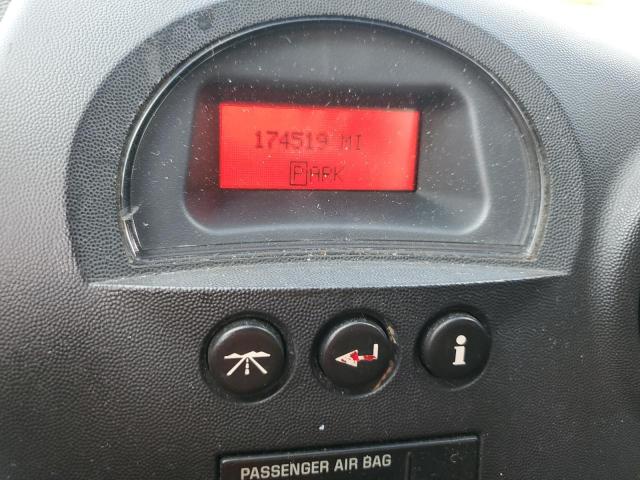 174519 MI
PARK
i
PASSENGER AIR BAG